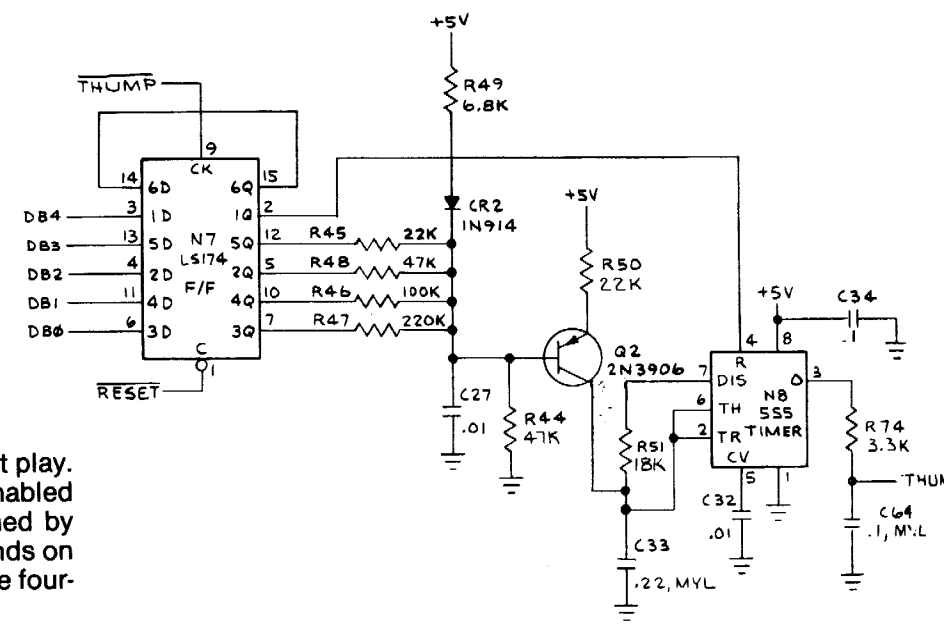 +5V
THUMP
R49
6.8K
9
CK
14
6D
6Q
15
+5V
DB4
3
1D
1Q
2
CR2
1N914
DB3
13
5D
N7
5Q
12
R45
22K
DB2
4
2D
LS174
2Q
5
R48
47K
R50
22K
DB1
11
4D
F/F
4Q
10
R46
100K
+5V
C34
.1
DBØ
6
3D
3Q
7
R47
220K
C
1
Q2
2N3906
4
8
RESET
7
R
DIS
O
3
6
TH
N8
555
TIMER
2
TR
CV
C27
.01
R44
47K
R51
18K
R74
3.3K
5
1
C32
.01
THUM
C64
.1, MYL
C33
.22, MYL
t play.
nabled
ned by
nds on
e four-